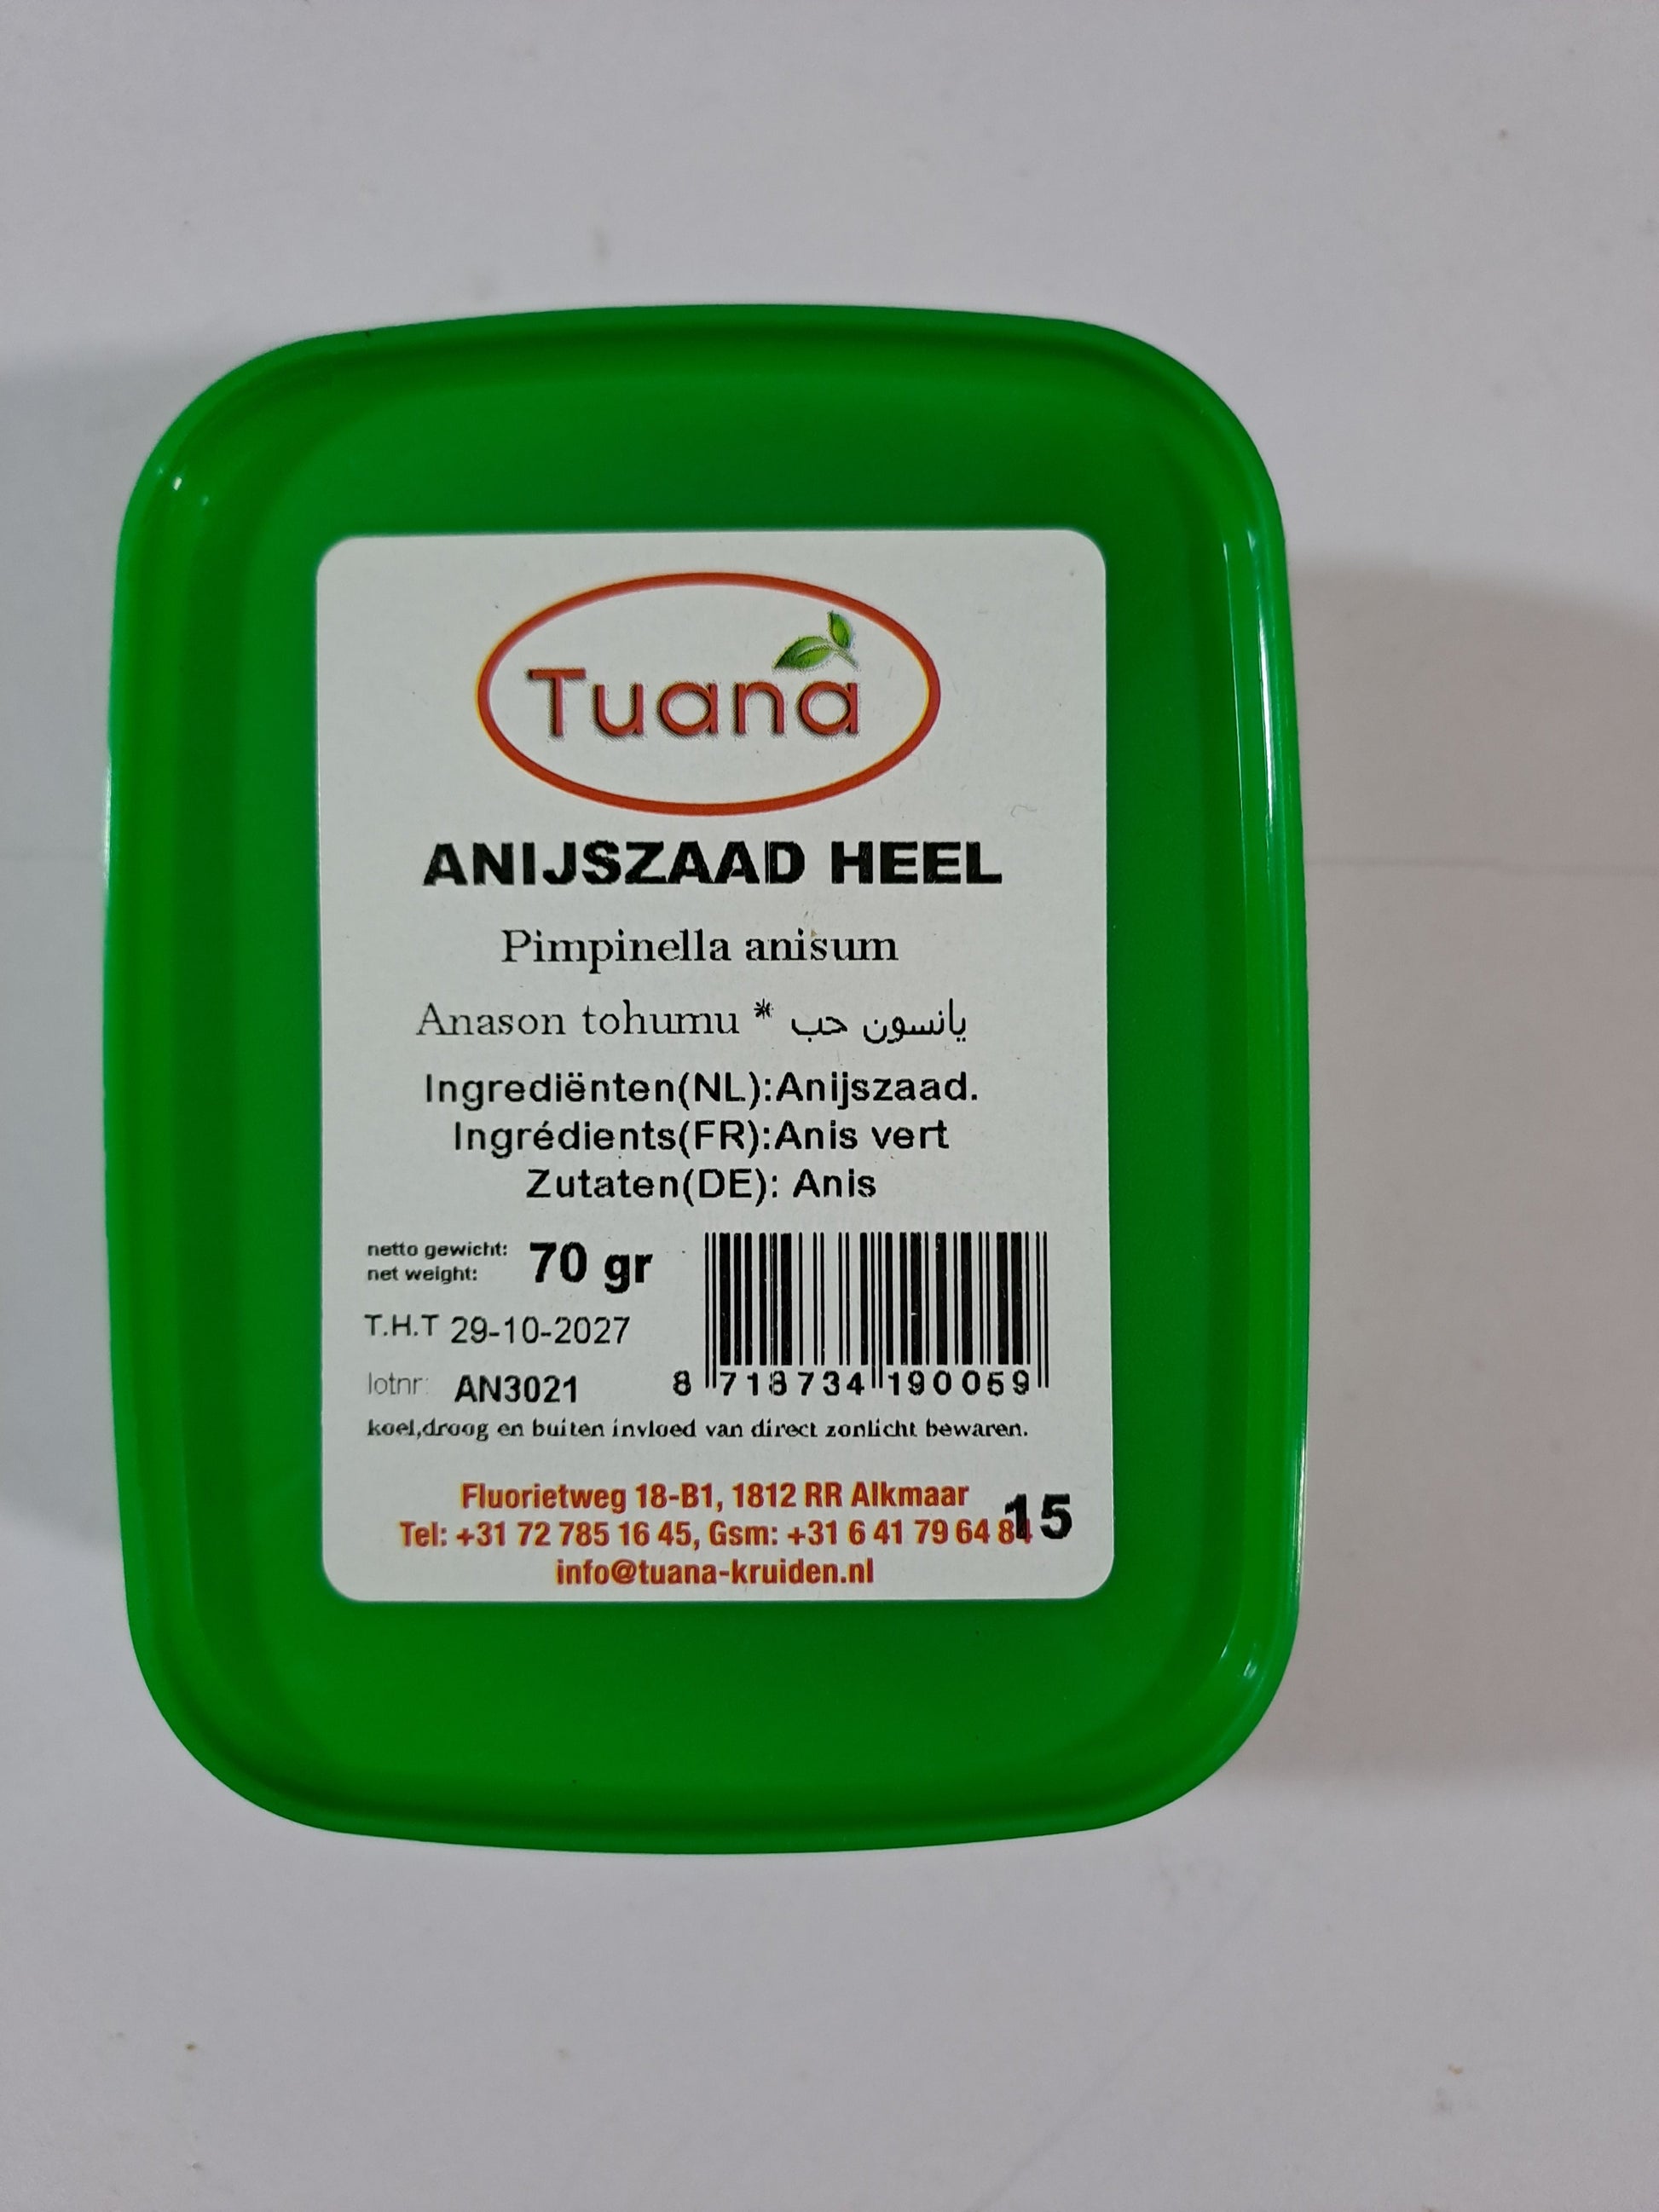 Tuana
ANIJSZAAD HEEL
Pimpinella anisum
Anason tohumu * يانسون حب
Ingrediënten(NL):Anijszaad.
Ingrédients(FR):Anis vert
Zutaten(DE): Anis
netto gewicht: 70 gr
net weight:
T.H.T 29-10-2027
lotnr: AN3021
8 718734 190059
koel,droog en buiten invloed van direct zonlicht bewaren.
Fluorietweg 18-B1, 1812 RR Alkmaar
Tel: +31 72 785 16 45, Gsm: +31 6 41 79 64 84
15
info@tuana-kruiden.nl